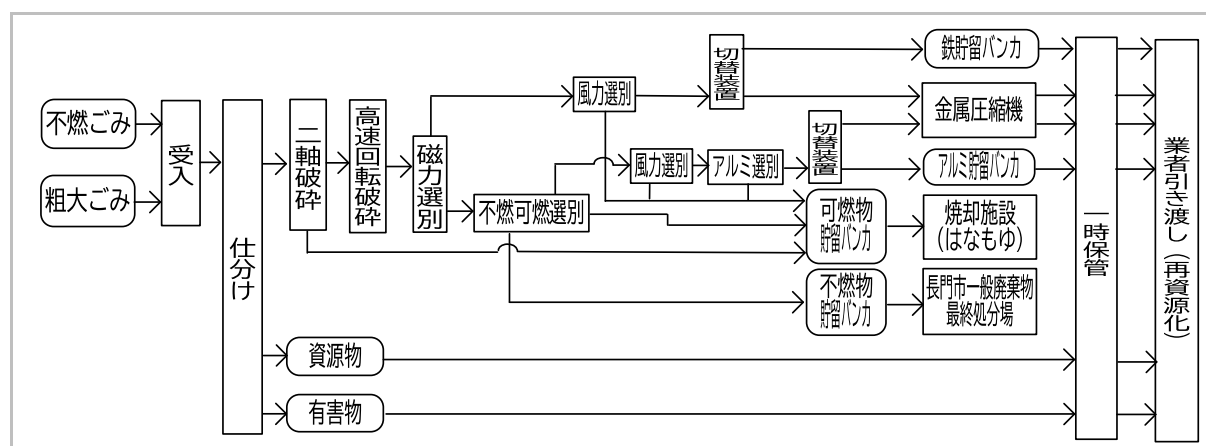 不燃ごみ
粗大ごみ
受入
仕分け
二軸破砕
高速回転破砕
磁力選別
風力選別
切替装置
鉄貯留バンカ
金属圧縮機
不燃可燃選別
風力選別
アルミ選別
切替装置
アルミ貯留バンカ
可燃物
貯留バンカ
焼却施設
(はなもゆ)
不燃物
貯留バンカ
長門市一般廃棄物
最終処分場
資源物
有害物
一時保管
業者引き渡し(再資源化)